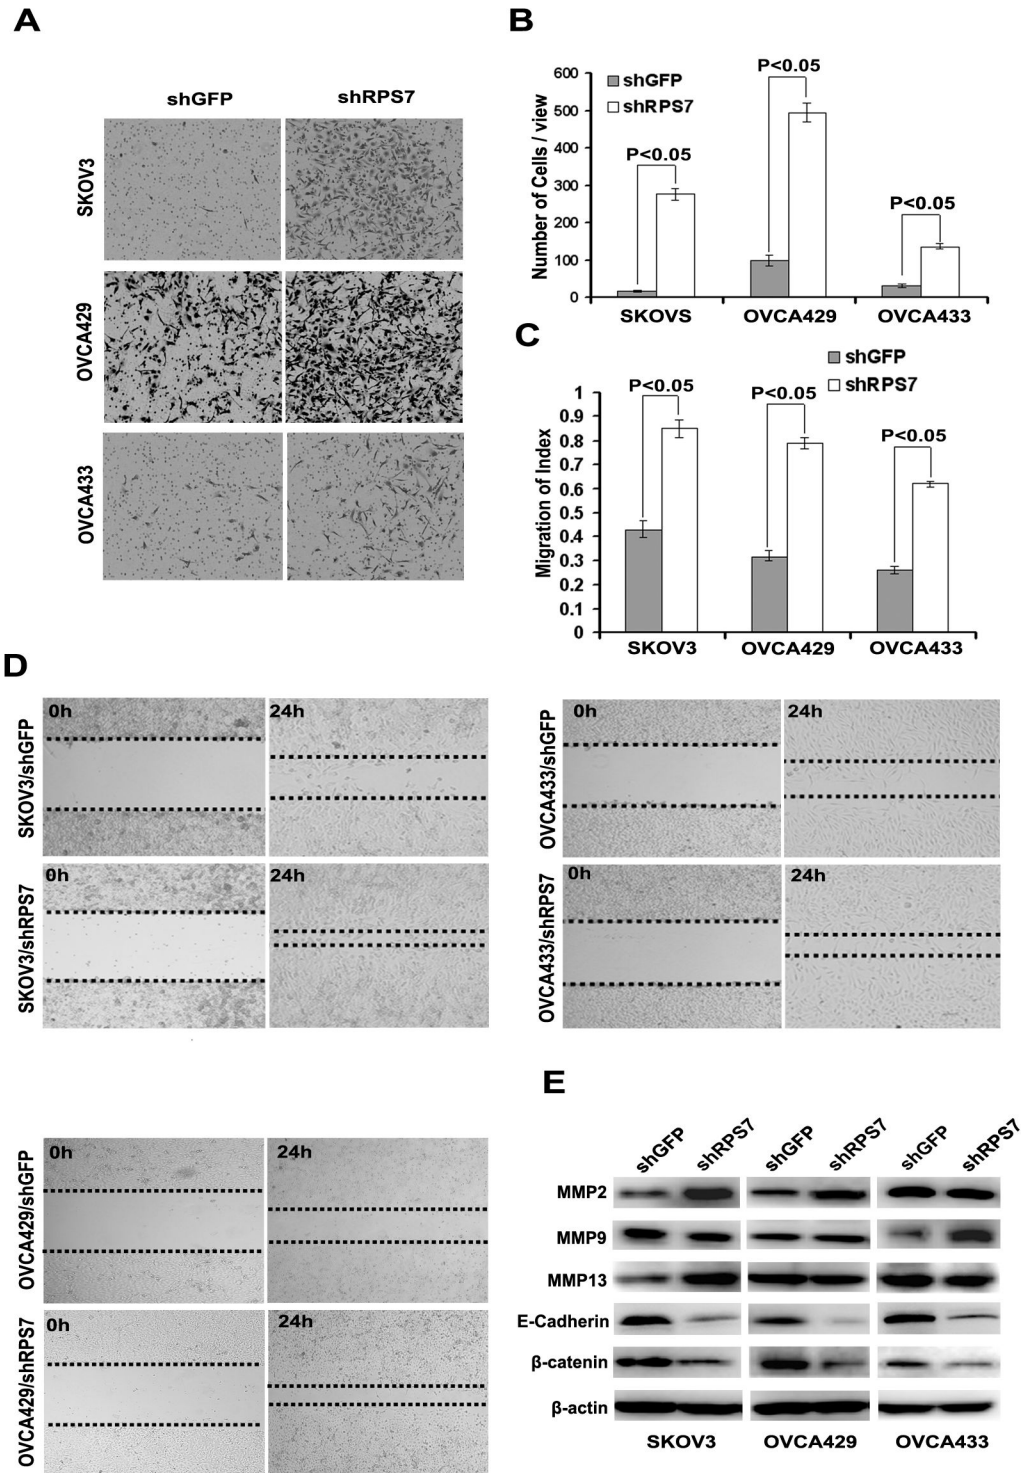 A
shGFP shRPS7
SKOV3
OVCA429
OVCA433
B
P<0.05
shGFP
shRPS7
P<0.05
P<0.05
Number of Cells / view
600
500
400
300
200
100
0
SKOVS OVCA429 OVCA433
C
shGFP
shRPS7
P<0.05
P<0.05
P<0.05
Migration of Index
1
0.9
0.8
0.7
0.6
0.5
0.4
0.3
0.2
0.1
0
SKOV3 OVCA429 OVCA433
D
SKOV3/shGFP
0h 24h
SKOV3/shRPS7
0h 24h
OVCA433/shGFP
0h 24h
OVCA433/shRPS7
0h 24h
OVCA429/shGFP
0h 24h
OVCA429/shRPS7
0h 24h
E
shGFP shRPS7 shGFP shRPS7 shGFP shRPS7
MMP2
MMP9
MMP13
E-Cadherin
β-catenin
β-actin
SKOV3 OVCA429 OVCA433